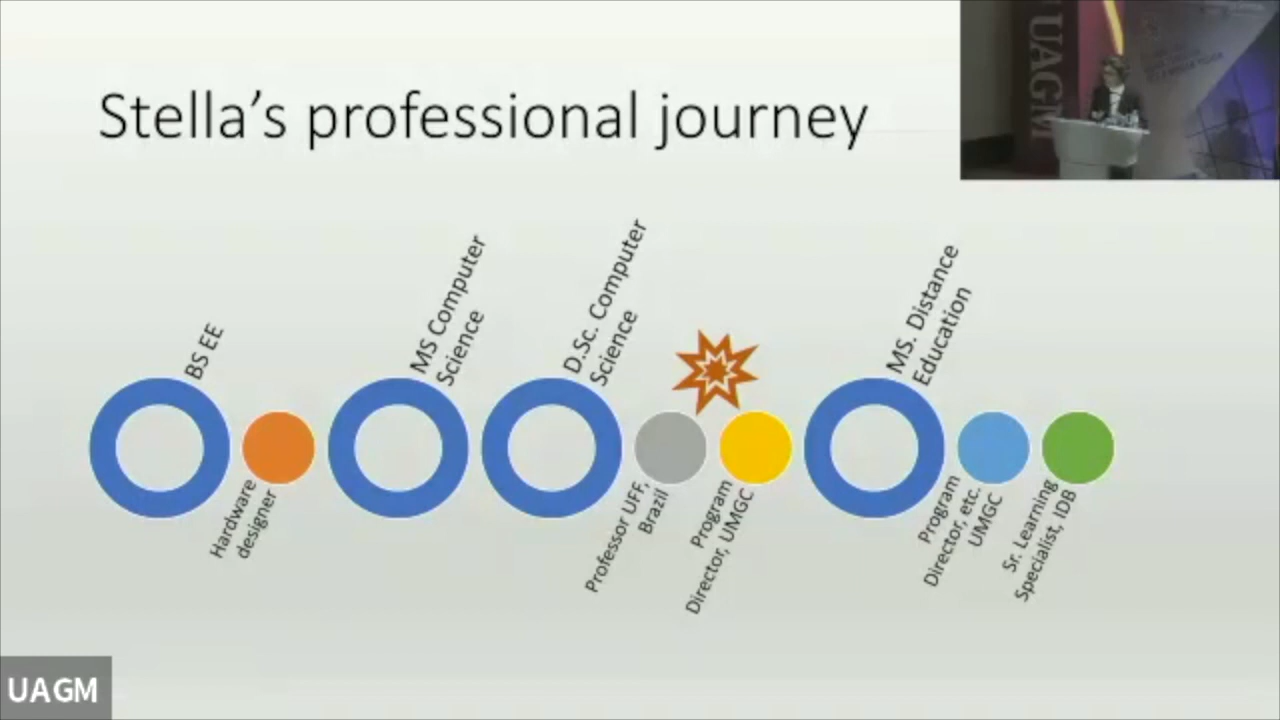 Stella's professional journey
UAGM
BS EE
Hardware
designer
MS Computer
Science
D.Sc. Computer
Science
Professor UFF,
Brazil
Program
Director, UMGC
MS. Distance
Education
Program
Director, etc.
UMGC
Sr. Learning
Specialist, IDB
UAGM